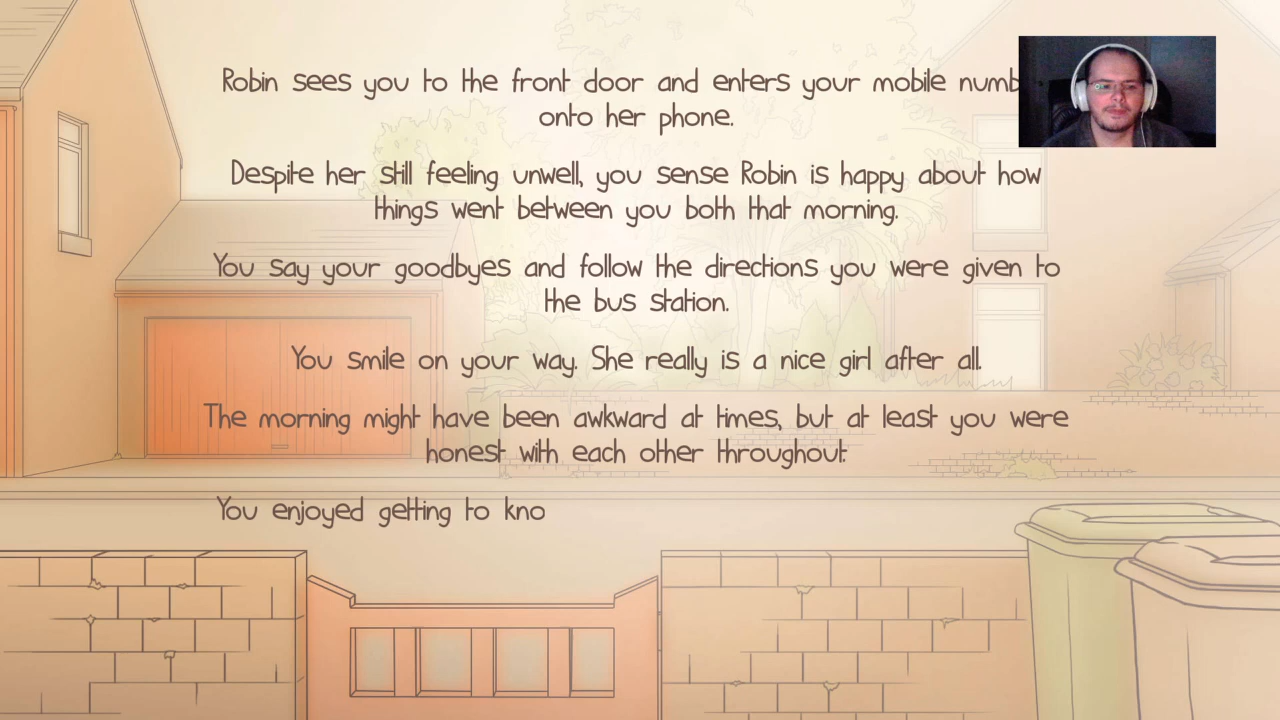 Robin sees you to the front door and enters your mobile numb
onto her phone.
Despite her still feeling unwell, you sense Robin is happy about how
things went between you both that morning.
You say your goodbyes and follow the directions you were given to
the bus station.
You smile on your way. She really is a nice girl after all.
The morning might have been awkward at times, but at least you were
honest with each other throughout.
You enjoyed getting to kno